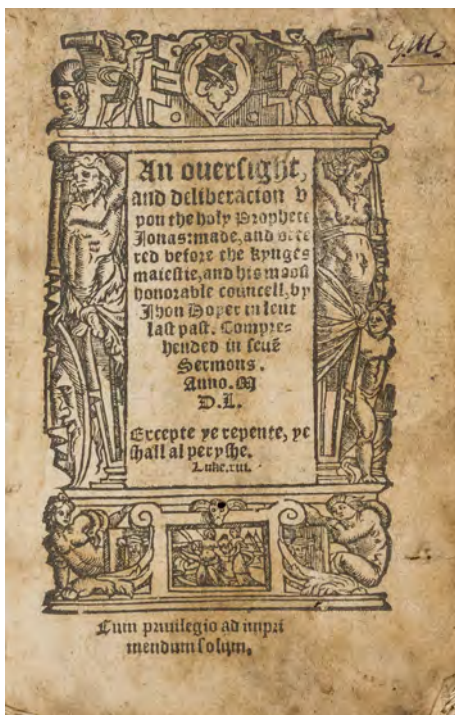 G.M.
2
An ouersight,
and deliberacion v
pon the holy Prophete
Jonas: made, and vtte
red before the kynges
maiestie, and his moost
honorable councell, by
Jhon Hoper in lent
last past. Compre-
hended in seuē
Sermons.
Anno. M
D.L.
Excepte ye repente, ye
shall al peryshe.
Luke.xiii.
Cum priuilegio ad impri
mendum solum.